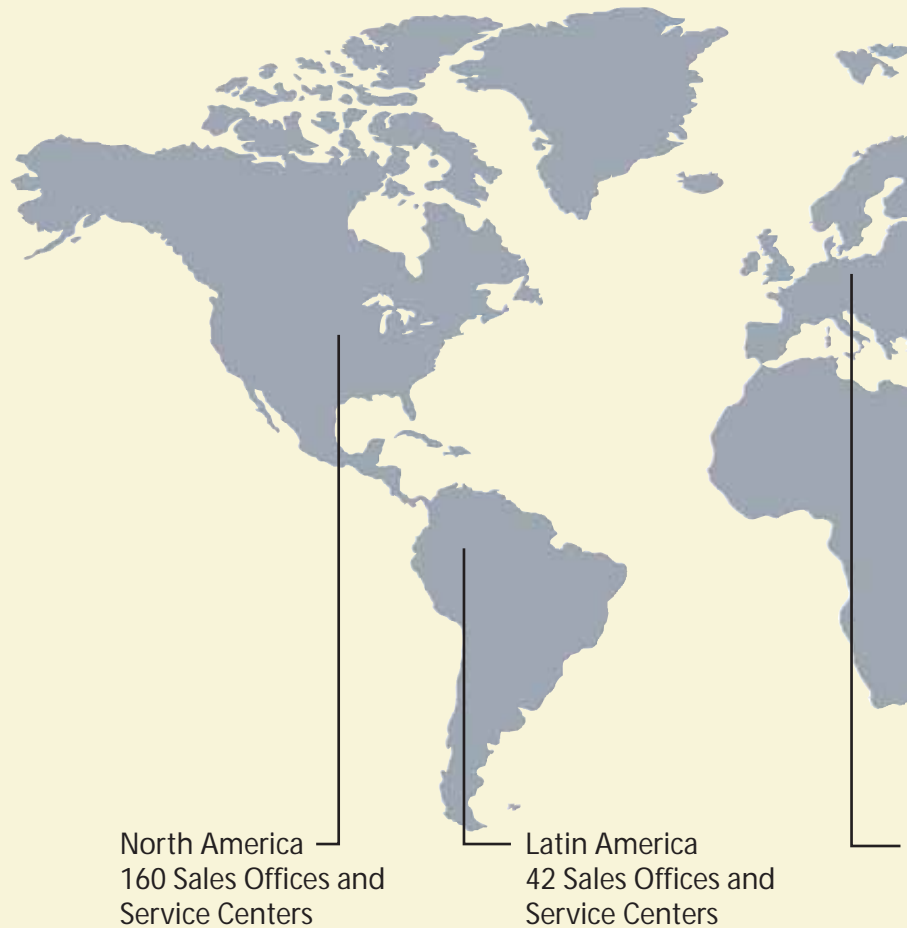 North America
160 Sales Offices and
Service Centers
Latin America
42 Sales Offices and
Service Centers